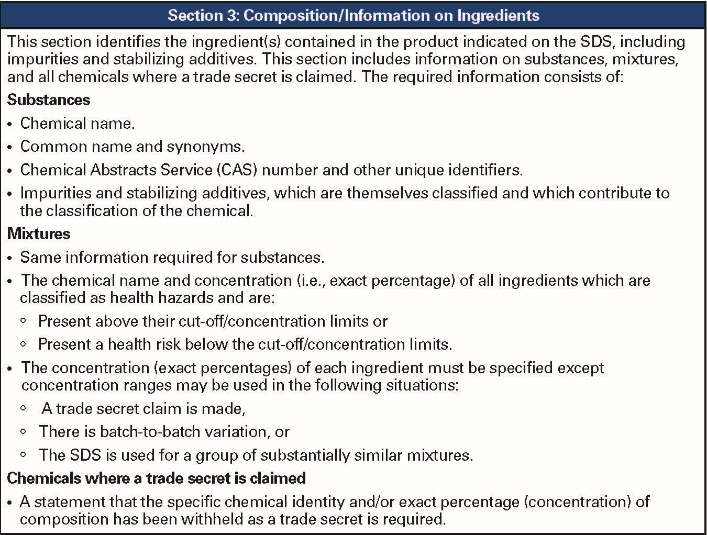 Section 3: Composition/Information on Ingredients
This section identifies the ingredient(s) contained in the product indicated on the SDS, including
impurities and stabilizing additives. This section includes information on substances, mixtures,
and all chemicals where a trade secret is claimed. The required information consists of:
Substances
• Chemical name.
• Common name and synonyms.
• Chemical Abstracts Service (CAS) number and other unique identifiers.
• Impurities and stabilizing additives, which are themselves classified and which contribute to
the classification of the chemical.
Mixtures
• Same information required for substances.
• The chemical name and concentration (i.e., exact percentage) of all ingredients which are
classified as health hazards and are:
° Present above their cut-off/concentration limits or
° Present a health risk below the cut-off/concentration limits.
• The concentration (exact percentages) of each ingredient must be specified except
concentration ranges may be used in the following situations:
° A trade secret claim is made,
° There is batch-to-batch variation, or
° The SDS is used for a group of substantially similar mixtures.
Chemicals where a trade secret is claimed
• A statement that the specific chemical identity and/or exact percentage (concentration) of
composition has been withheld as a trade secret is required.